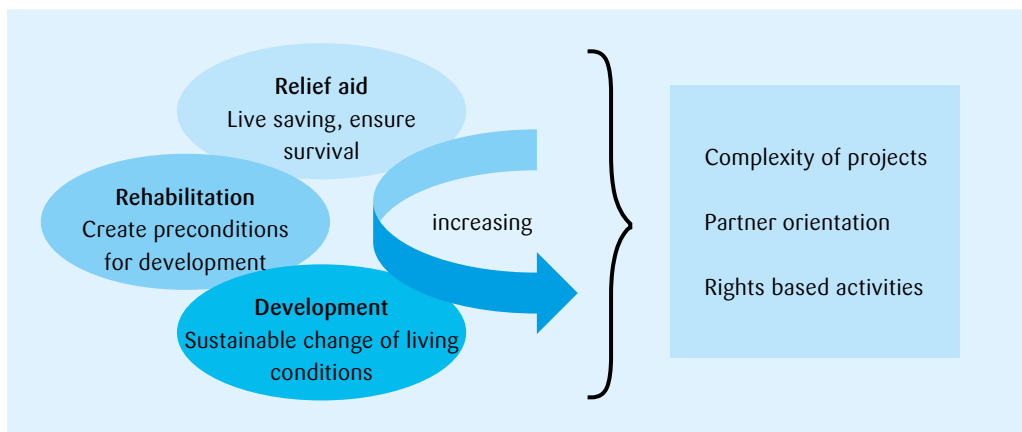 Relief aid
Live saving, ensure
survival
Rehabilitation
Create preconditions
for development
Development
Sustainable change of living
conditions
increasing
Complexity of projects
Partner orientation
Rights based activities